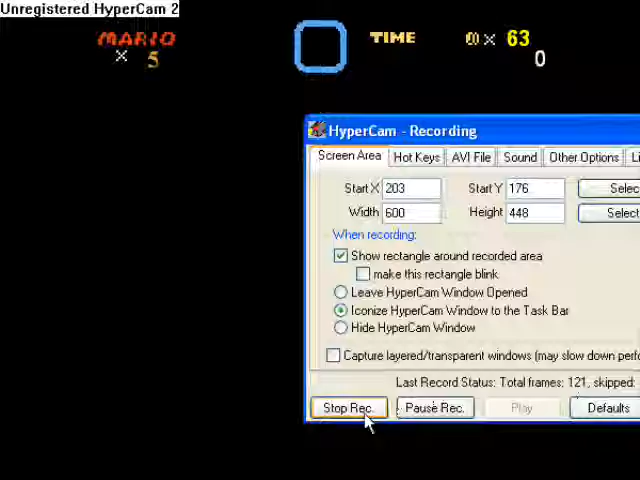 Unregistered HyperCam 2
MARIO
× 5
TIME
× 63
0
HyperCam - Recording
Screen Area Hot Keys AVI File Sound Other Options
Start X 203 Start Y 176
Width 600 Height 448
When recording:
Show rectangle around recorded area
make this rectangle blink
Leave HyperCam Window Opened
Iconize HyperCam Window to the Task Bar
Hide HyperCam Window
Capture layered/transparent windows (may slow down
Last Record Status: Total frames: 121, skipped:
Stop Rec. Pause Rec. Play Defaults